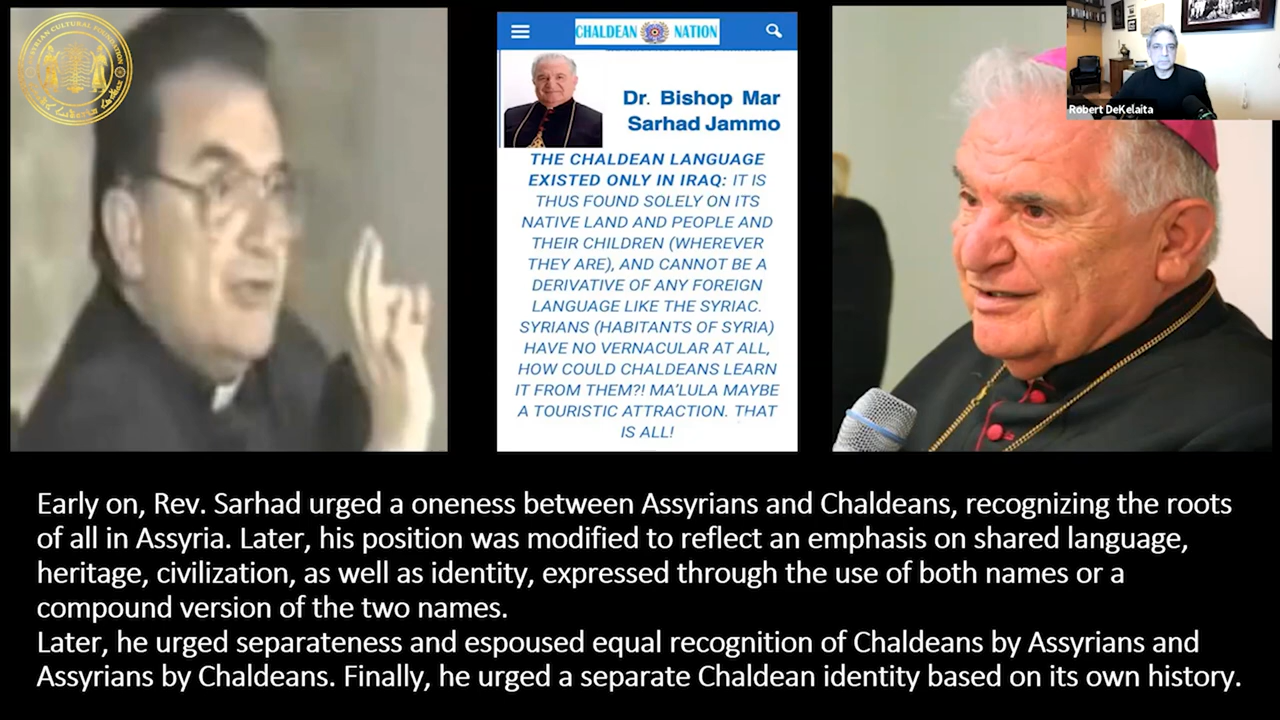 CHALDEAN NATION
Dr. Bishop Mar
Sarhad Jammo
THE CHALDEAN LANGUAGE
EXISTED ONLY IN IRAQ: IT IS
THUS FOUND SOLELY ON ITS
NATIVE LAND AND PEOPLE AND
THEIR CHILDREN (WHEREVER
THEY ARE), AND CANNOT BE A
DERIVATIVE OF ANY FOREIGN
LANGUAGE LIKE THE SYRIAC.
SYRIANS (HABITANTS OF SYRIA)
HAVE NO VERNACULAR AT ALL,
HOW COULD CHALDEANS LEARN
IT FROM THEM?! MA'LULA MAYBE
A TOURISTIC ATTRACTION. THAT
IS ALL!
Robert DeKelaita
Early on, Rev. Sarhad urged a oneness between Assyrians and Chaldeans, recognizing the roots
of all in Assyria. Later, his position was modified to reflect an emphasis on shared language,
heritage, civilization, as well as identity, expressed through the use of both names or a
compound version of the two names.
Later, he urged separateness and espoused equal recognition of Chaldeans by Assyrians and
Assyrians by Chaldeans. Finally, he urged a separate Chaldean identity based on its own history.